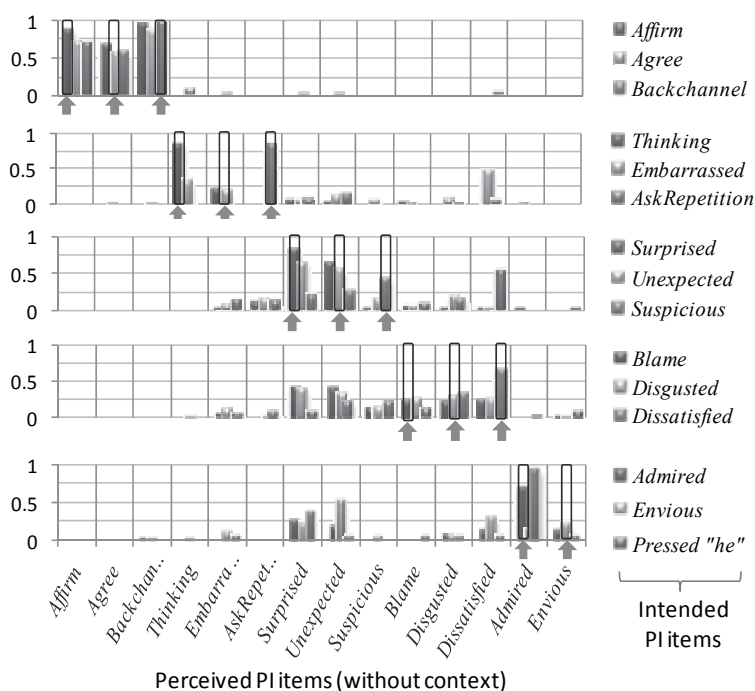 1
0.5
0
Affirm
Agree
Backchannel
1
0.5
0
Thinking
Embarrassed
AskRepetition
1
0.5
0
Surprised
Unexpected
Suspicious
1
0.5
0
Blame
Disgusted
Dissatisfied
1
0.5
0
Admired
Envious
Pressed "he"
Affirm
Agree
Backchan..
Thinking
Embarra..
AskRepet..
Surprised
Unexpected
Suspicious
Blame
Disgusted
Dissatisfied
Admired
Envious
Intended
PI items
Perceived PI items (without context)